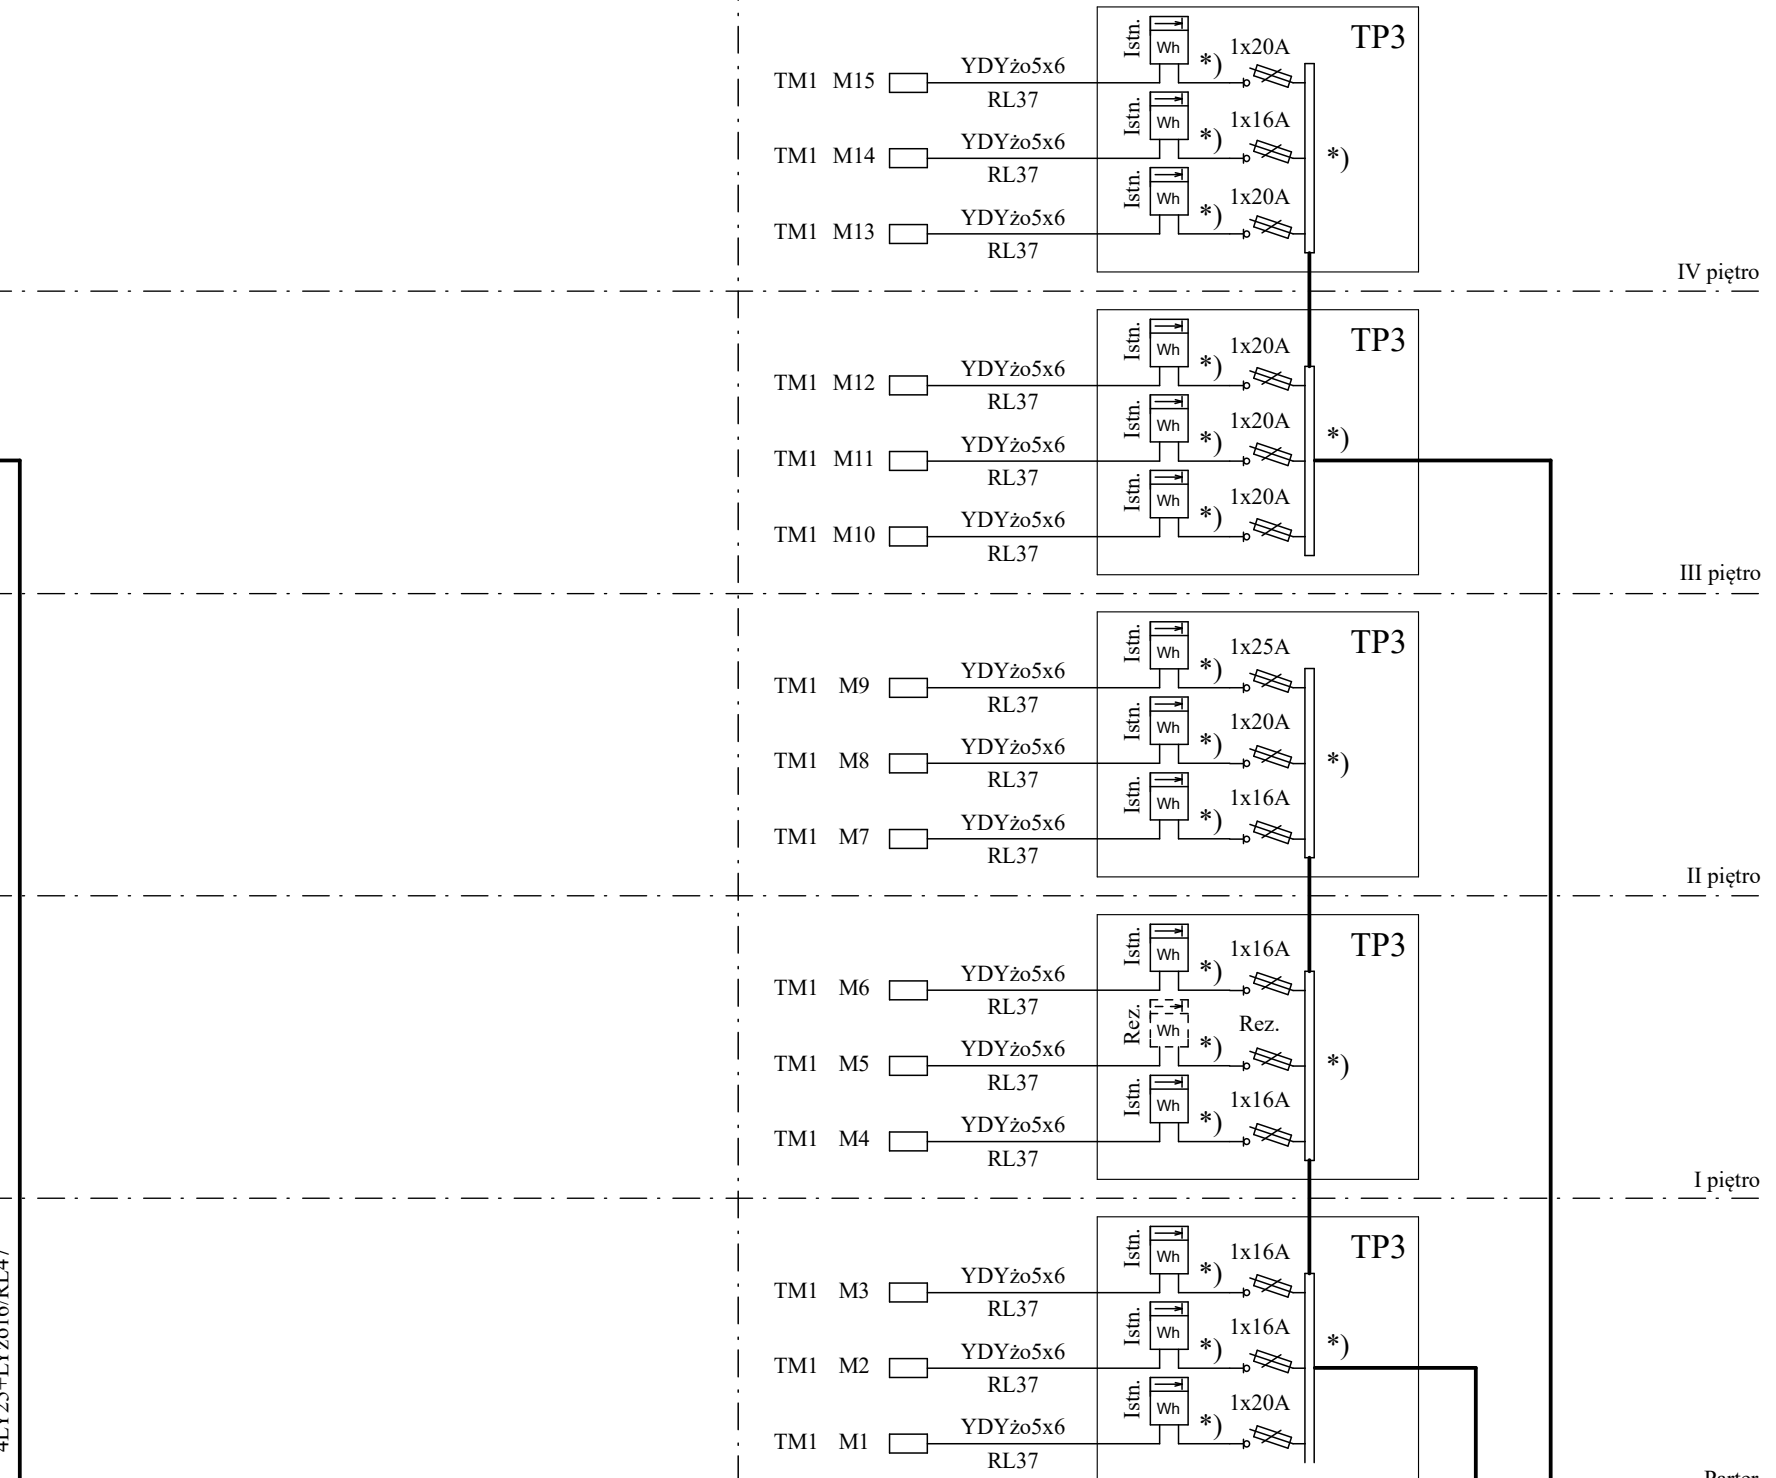 TP3
Istn. Wh *) 1x20A
TM1 M15 YDYżo5x6
RL37
Istn. Wh *) 1x16A
TM1 M14 YDYżo5x6 *)
RL37
Istn. Wh *) 1x20A
TM1 M13 YDYżo5x6
RL37
IV piętro
TP3
Istn. Wh *) 1x20A
TM1 M12 YDYżo5x6
RL37
Istn. Wh *) 1x20A *)
TM1 M11 YDYżo5x6
RL37
Istn. Wh *) 1x20A
TM1 M10 YDYżo5x6
RL37
III piętro
TP3
Istn. Wh *) 1x25A
TM1 M9 YDYżo5x6
RL37
Istn. Wh *) 1x20A
TM1 M8 YDYżo5x6 *)
RL37
Istn. Wh *) 1x16A
TM1 M7 YDYżo5x6
RL37
II piętro
TP3
Istn. Wh *) 1x16A
TM1 M6 YDYżo5x6
RL37
Rez. Wh *) Rez.
TM1 M5 YDYżo5x6 *)
RL37
Istn. Wh *) 1x16A
TM1 M4 YDYżo5x6
RL37
I piętro
TP3
Istn. Wh *) 1x16A
TM1 M3 YDYżo5x6
RL37
Istn. Wh *) 1x16A *)
TM1 M2 YDYżo5x6
RL37
Istn. Wh *) 1x20A
TM1 M1 YDYżo5x6
RL37
Parter